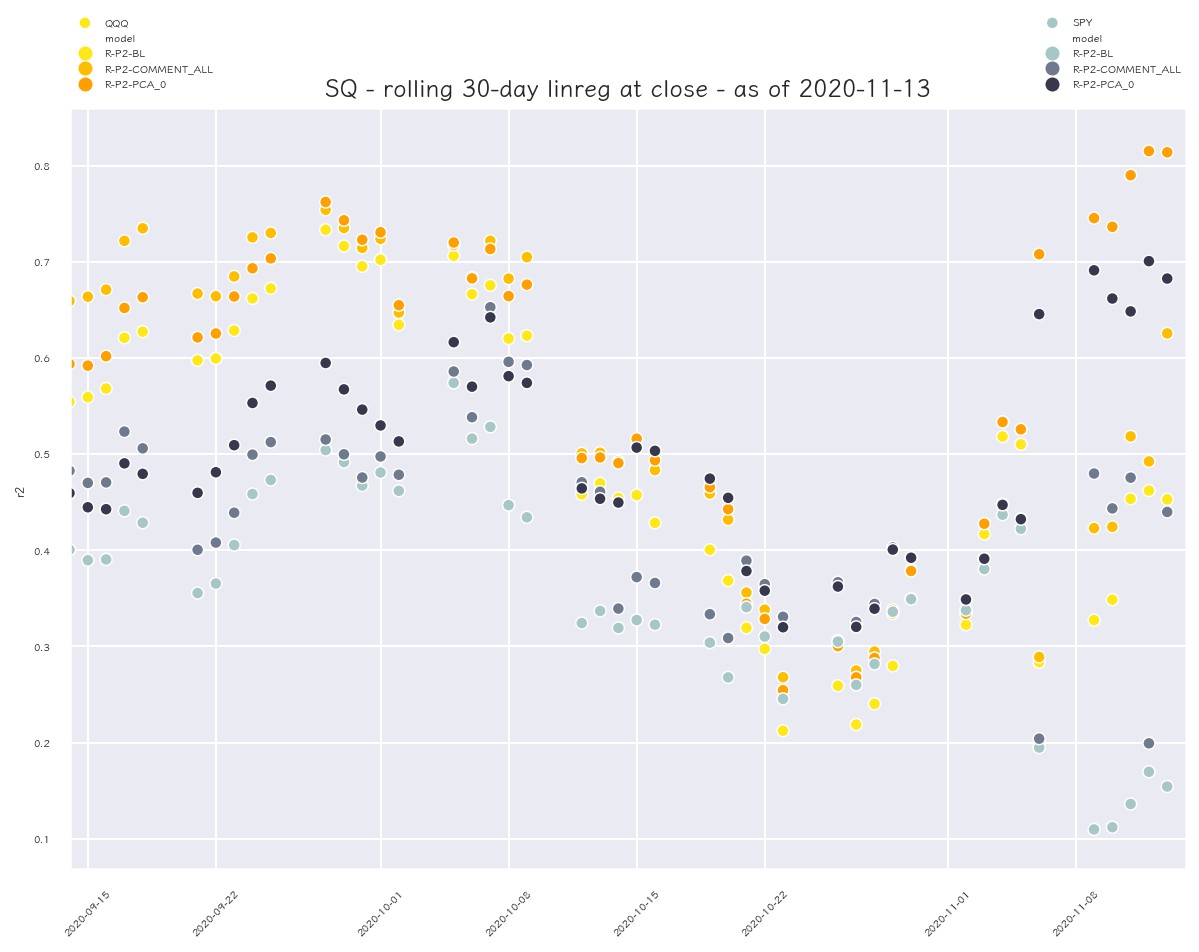 QQQ
model
R-P2-BL
R-P2-COMMENT_ALL
R-P2-PCA_0
SPY
model
R-P2-BL
R-P2-COMMENT_ALL
R-P2-PCA_0
SQ - rolling 30-day linreg at close - as of 2020-11-13
0.8
0.7
0.6
0.5
0.4
0.3
0.2
0.1
r2
2020-09-15
2020-09-22
2020-10-01
2020-10-08
2020-10-15
2020-10-22
2020-11-01
2020-11-08